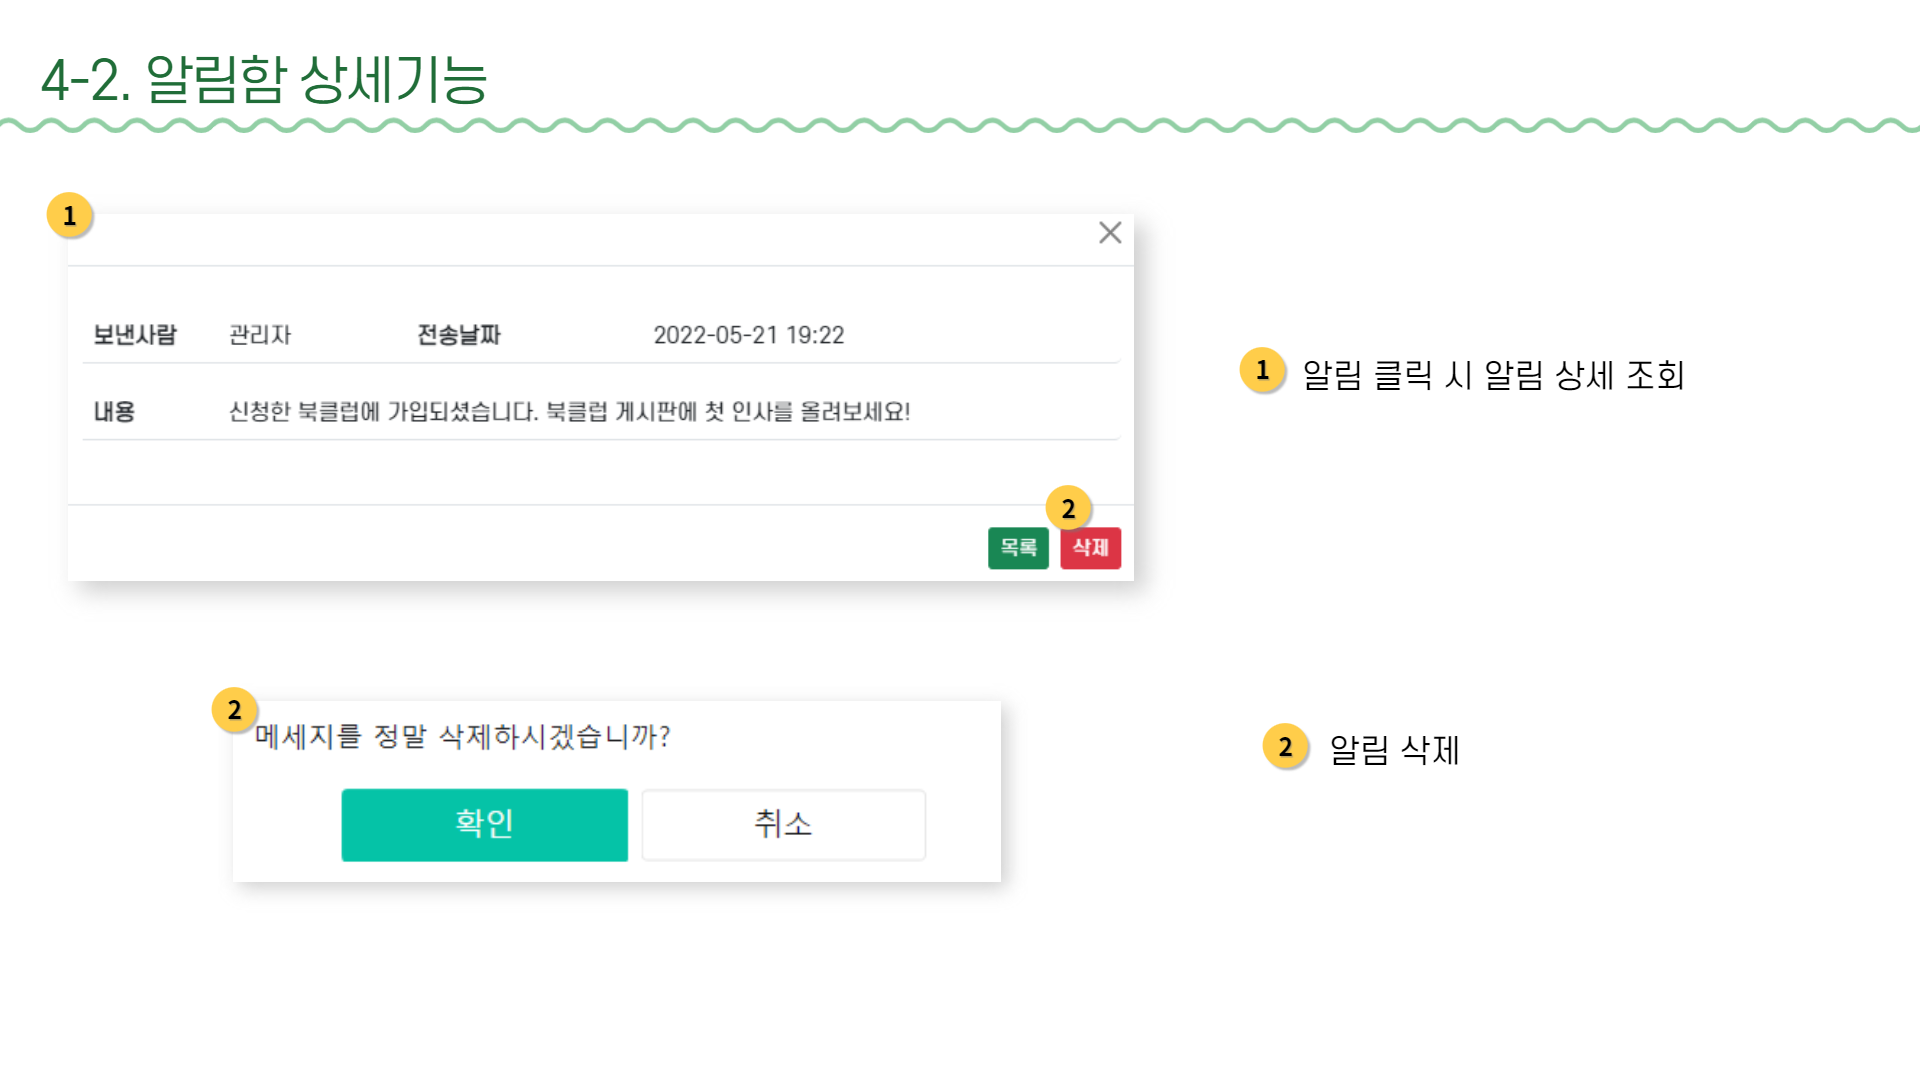 4-2. 알림함 상세기능
1
보낸사람 관리자 전송날짜 2022-05-21 19:22
내용 신청한 북클럽에 가입되셨습니다. 북클럽 게시판에 첫 인사를 올려보세요!
2
목록 삭제
1 알림 클릭 시 알림 상세 조회
2
메세지를 정말 삭제하시겠습니까?
확인 취소
2 알림 삭제